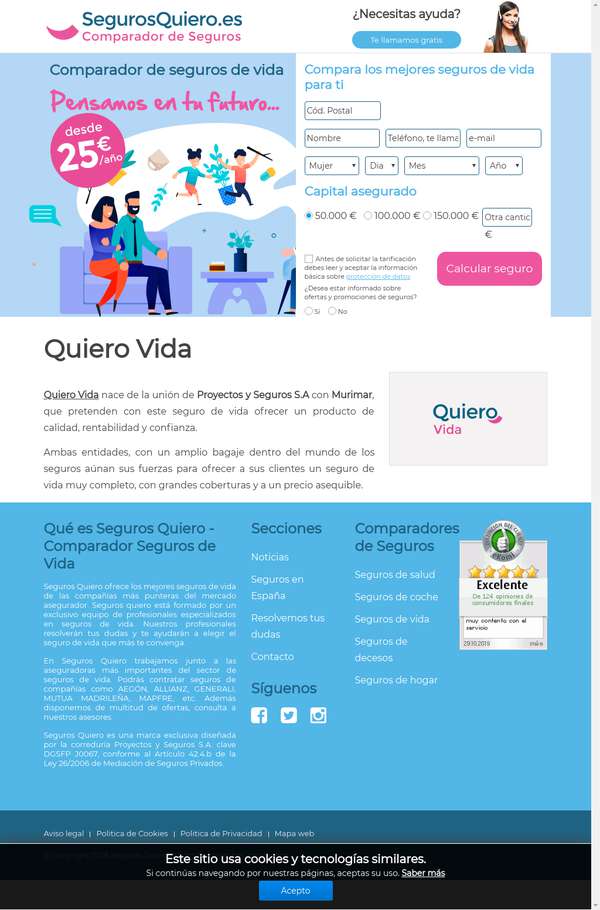 SegurosQuiero.es
Comparador de Seguros
¿Necesitas ayuda?
Te llamamos gratis
Comparador de seguros de vida
Pensamos en tu futuro...
desde
25€
/año
Compara los mejores seguros de vida
para ti
Cód. Postal
Nombre
Teléfono, te llama
e-mail
Mujer
Dia
Mes
Año
Capital asegurado
50.000 €
100.000 €
150.000 €
Otra cantic
€
Antes de solicitar la tarificación
debes leer y aceptar la información
básica sobre protección de datos
¿Desea estar informado sobre
ofertas y promociones de seguros?
Si
No
Calcular seguro
Quiero Vida
Quiero Vida nace de la unión de Proyectos y Seguros S.A con Murimar,
que pretenden con este seguro de vida ofrecer un producto de
calidad, rentabilidad y confianza.
Ambas entidades, con un amplio bagaje dentro del mundo de los
seguros aúnan sus fuerzas para ofrecer a sus clientes un seguro de
vida muy completo, con grandes coberturas y a un precio asequible.
Quiero
Vida
Qué es Seguros Quiero -
Comparador Seguros de
Vida
Seguros Quiero ofrece los mejores seguros de vida
de las compañías más punteras del mercado
asegurador. Seguros quiero está formado por un
exclusivo equipo de profesionales especializados
en seguros de vida. Nuestros profesionales
resolverán tus dudas y te ayudarán a elegir el
seguro de vida que más te convenga.
En Seguros Quiero trabajamos junto a las
aseguradoras más importantes del sector de
seguros de vida. Podrás contratar seguros de
compañías como AEGÓN, ALLIANZ, GENERALI,
MUTUA MADRILEÑA, MAPFRE, etc. Además
disponemos de multitud de ofertas, consulta a
nuestros asesores.
Seguros Quiero es una marca exclusiva diseñada
por la correduría Proyectos y Seguros S.A. clave
DGSFP J0067, conforme al Artículo 42.4.b de la
Ley 26/2006 de Mediación de Seguros Privados.
Secciones
Noticias
Seguros en
España
Resolvemos tus
dudas
Contacto
Síguenos
Comparadores
de Seguros
Seguros de salud
Seguros de coche
Seguros de vida
Seguros de
decesos
Seguros de hogar
eKomi
Excelente
De 124 opiniones de
consumidores finales
muy contenta con el
servicio
29.10.2019
más
Aviso legal | Politica de Cookies | Politica de Privacidad | Mapa web
Este sitio usa cookies y tecnologías similares.
Si continúas navegando por nuestras páginas, aceptas su uso. Saber más
Acepto